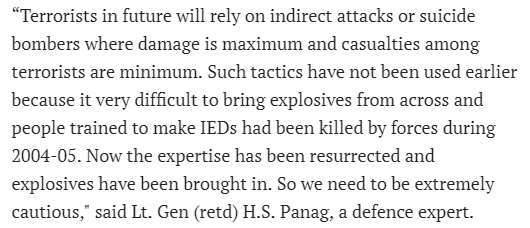 “Terrorists in future will rely on indirect attacks or suicide
bombers where damage is maximum and casualties among
terrorists are minimum. Such tactics have not been used earlier
because it very difficult to bring explosives from across and
people trained to make IEDs had been killed by forces during
2004-05. Now the expertise has been resurrected and
explosives have been brought in. So we need to be extremely
cautious," said Lt. Gen (retd) H.S. Panag, a defence expert.